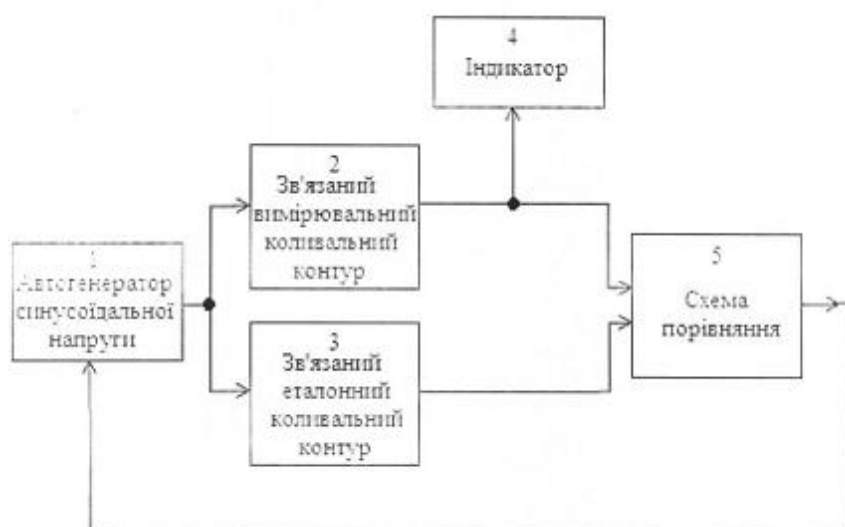 4
Індикатор
2
Зв'язаний
вимірювальний
коливальний
контур
1
Автогенератор
синусоїдальної
напруги
5
Схема
порівняння
3
Зв'язаний
еталонний
коливальний
контур